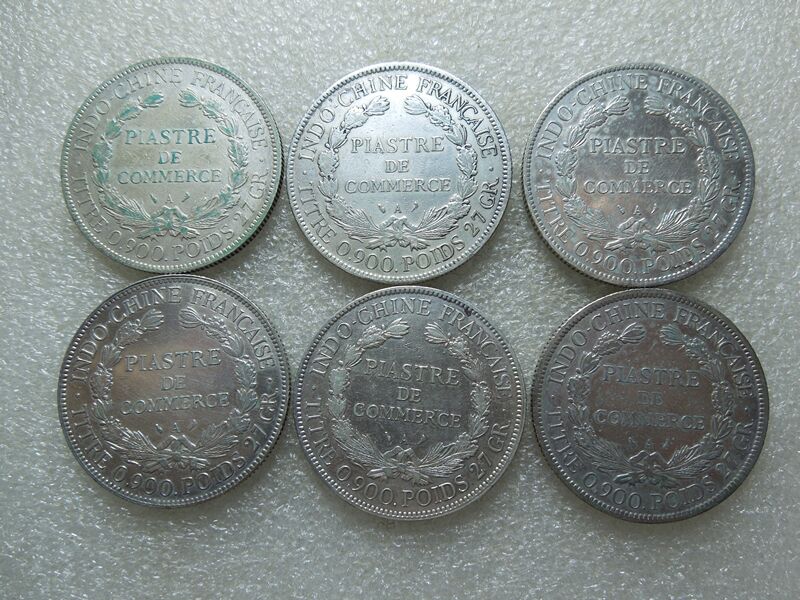 INDO-CHINE FRANÇAISE
PIASTRE
DE
COMMERCE
A
TITRE 0,900. POIDS 27 GR.
INDO-CHINE FRANÇAISE
PIASTRE
DE
COMMERCE
A
TITRE 0,900. POIDS 27 GR.
INDO-CHINE FRANÇAISE
PIASTRE
DE
COMMERCE
A
TITRE 0,900. POIDS 27 GR.
INDO-CHINE FRANÇAISE
PIASTRE
DE
COMMERCE
A
TITRE 0,900. POIDS 27 GR.
INDO-CHINE FRANÇAISE
PIASTRE
DE
COMMERCE
A
TITRE 0,900. POIDS 27 GR.
INDO-CHINE FRANÇAISE
PIASTRE
DE
COMMERCE
A
TITRE 0,900. POIDS 27 GR.